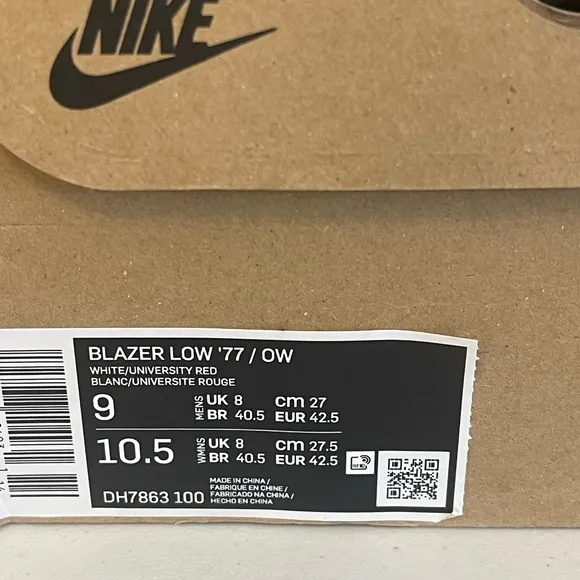 NIKE
BLAZER LOW '77 / OW
WHITE/UNIVERSITY RED
BLANC/UNIVERSITE ROUGE
9 MENS UK 8 cm 27
BR 40.5 EUR 42.5
10.5 WMNS UK 8 cm 27.5
BR 40.5 EUR 42.5
DH7863 100
MADE IN CHINA /
FABRIQUE EN CHINE /
FABRICADO NA CHINA /
HECHO EN CHINA